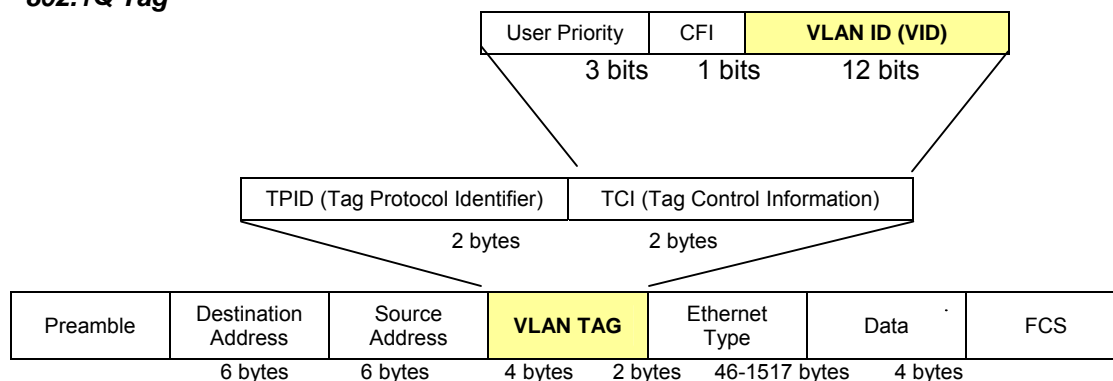 802.1Q Tag
User Priority CFI VLAN ID (VID)
3 bits 1 bits 12 bits
TPID (Tag Protocol Identifier) TCI (Tag Control Information)
2 bytes 2 bytes
Preamble Destination Address Source Address VLAN TAG Ethernet Type Data FCS
6 bytes 6 bytes 4 bytes 2 bytes 46-1517 bytes 4 bytes